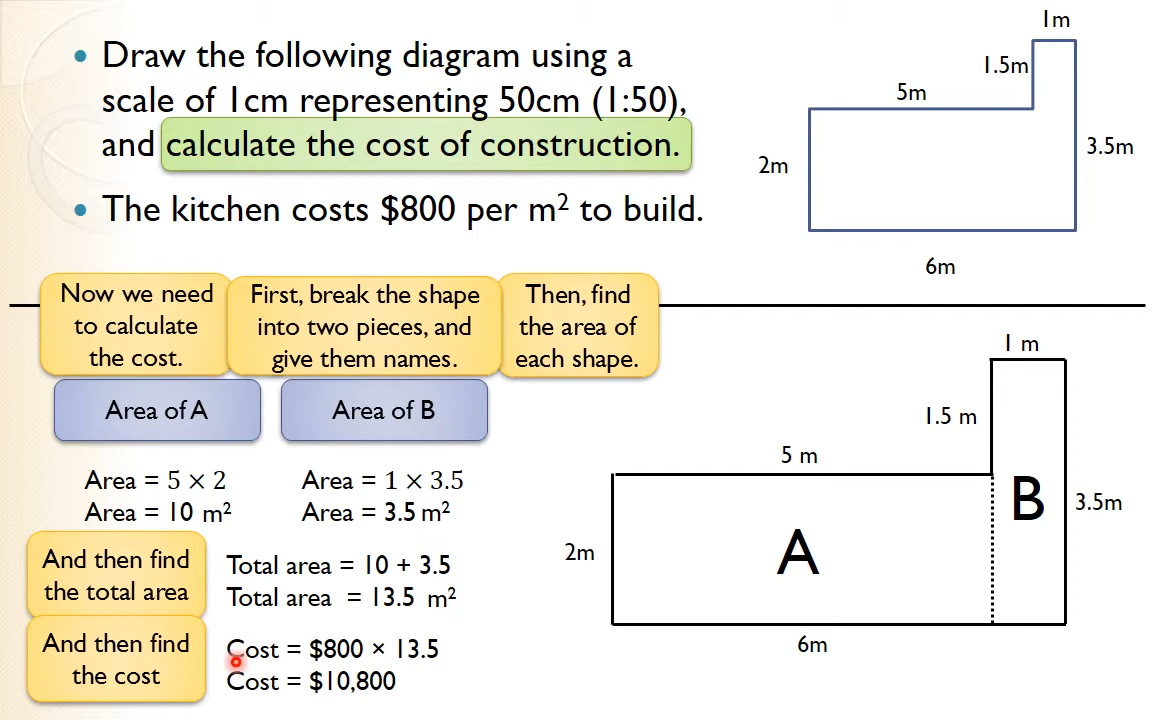 Draw the following diagram using a
scale of 1cm representing 50cm (1:50),
and calculate the cost of construction.
The kitchen costs $800 per m² to build.
1m
1.5m
5m
3.5m
2m
6m
Now we need
to calculate
the cost.
First, break the shape
into two pieces, and
give them names.
Then, find
the area of
each shape.
Area of A
Area of B
Area = 5 × 2
Area = 10 m²
Area = 1 × 3.5
Area = 3.5 m²
And then find
the total area
Total area = 10 + 3.5
Total area = 13.5 m²
And then find
the cost
Cost = $800 × 13.5
Cost = $10,800
1 m
1.5 m
5 m
B
3.5m
A
2m
6m